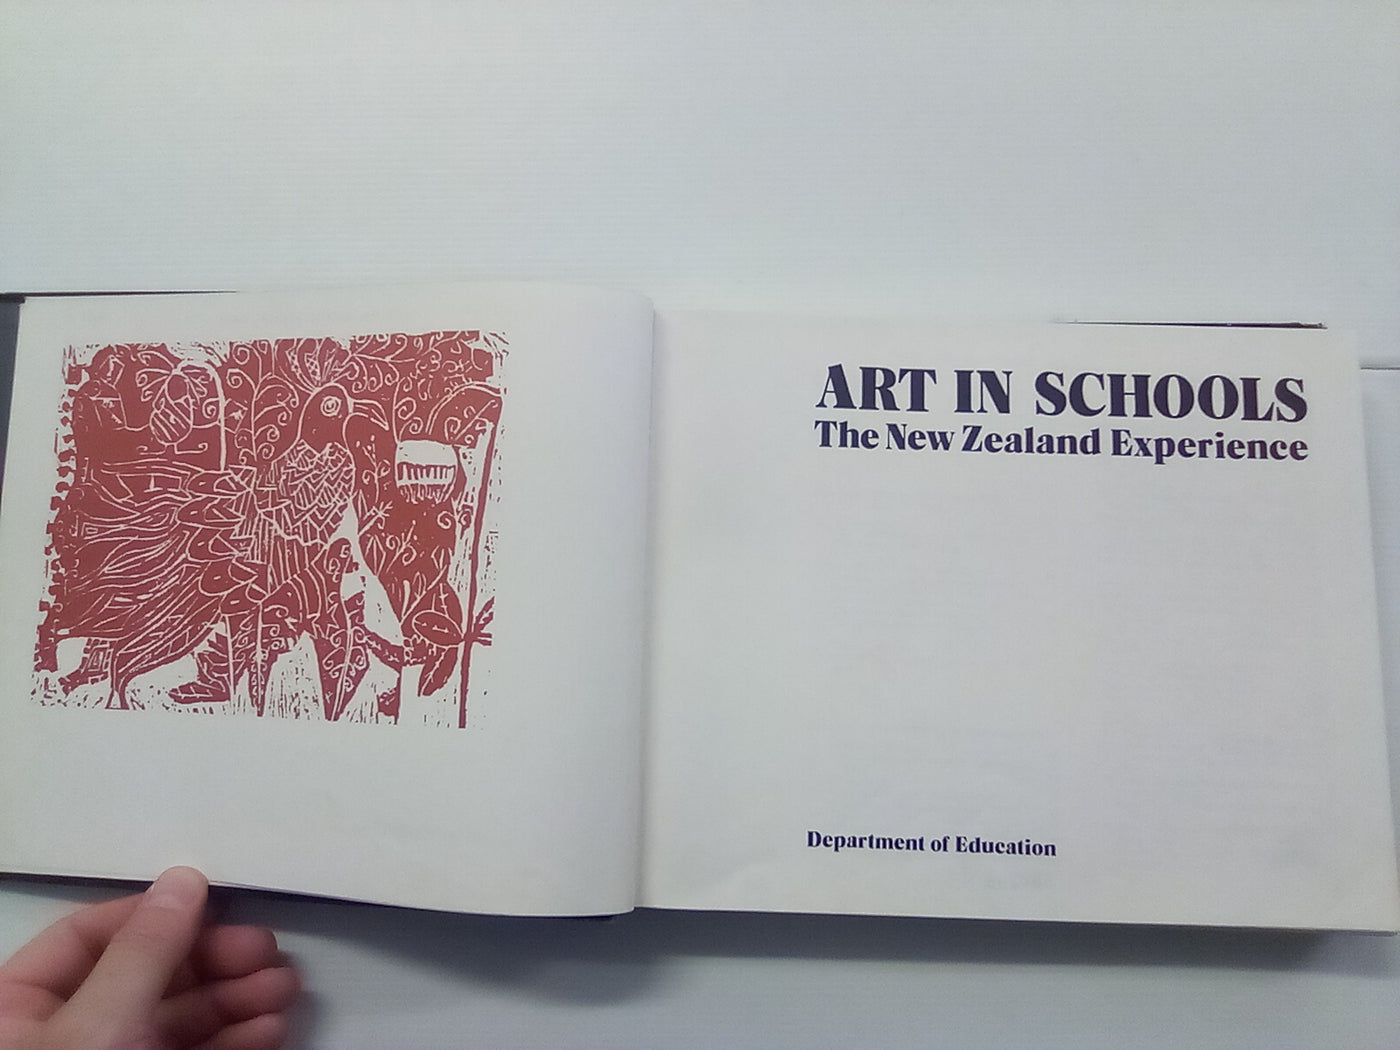 ART IN SCHOOLS
The New Zealand Experience
Department of Education